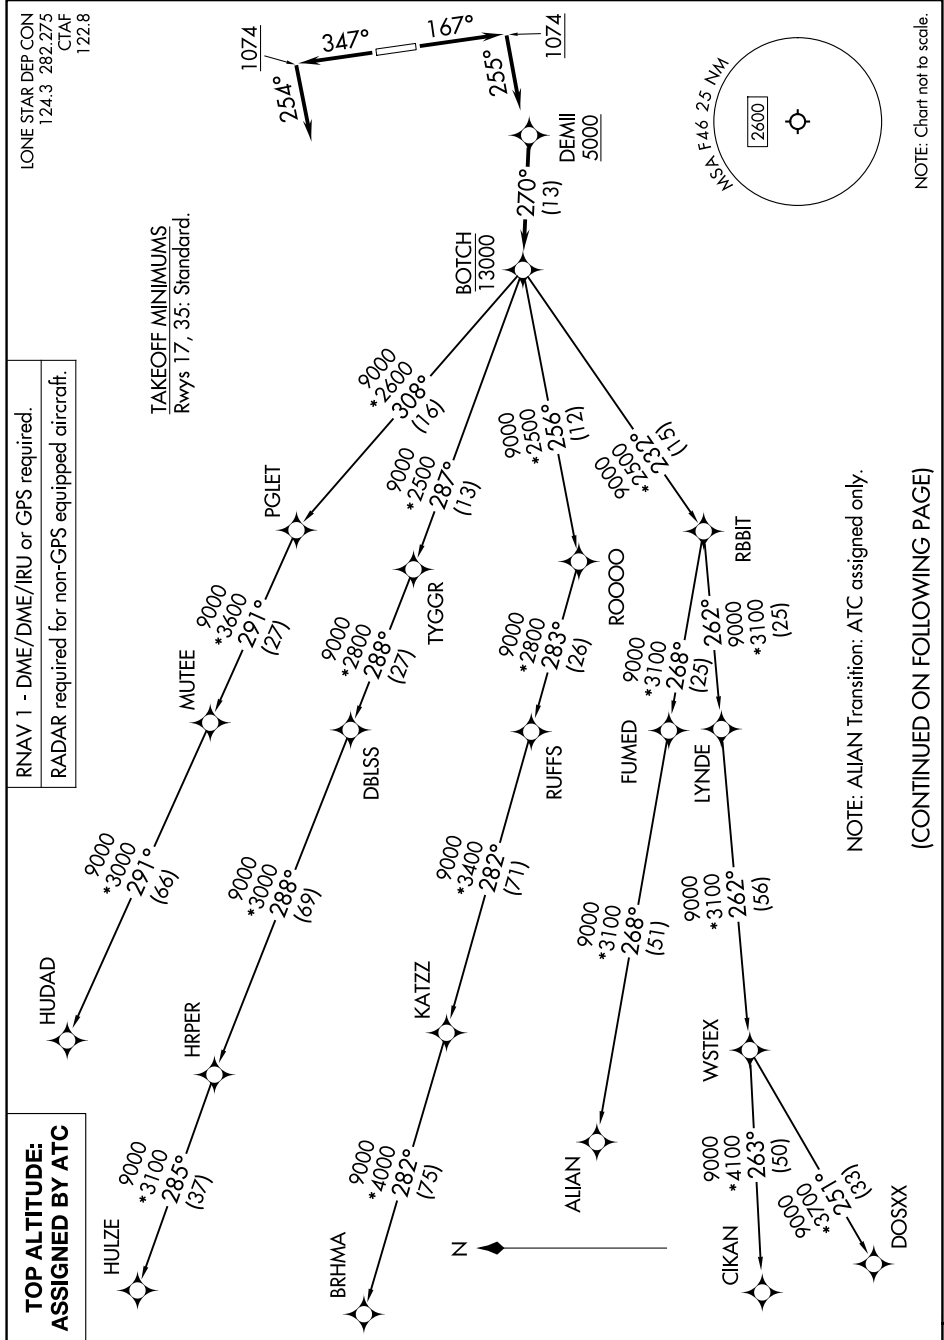 TOP ALTITUDE:
ASSIGNED BY ATC
RNAV 1 - DME/DME/IRU or GPS required.
RADAR required for non-GPS equipped aircraft.
LONE STAR DEP CON
124.3 282.275
CTAF
122.8
TAKEOFF MINIMUMS
Rwys 17, 35: Standard.
1074
347°
254°
167°
1074
255°
DEMII
5000
270°
(13)
BOTCH
13000
9000
*2600
308°
(16)
PGLET
9000
*3600
291°
(27)
MUTEE
9000
*3000
291°
(66)
HUDAD
9000
*2500
287°
(13)
TYGGR
9000
*2800
288°
(27)
DBLSS
9000
*3000
288°
(69)
HRPER
9000
*3100
285°
(37)
HULZE
9000
*2500
256°
(12)
ROOOO
9000
*2800
283°
(26)
RUFFS
9000
*3400
282°
(71)
KATZZ
9000
*4000
282°
(75)
BRHMA
9000
*2500
232°
(15)
RBBIT
9000
*3100
268°
(25)
FUMED
9000
*3100
268°
(51)
ALIAN
262°
9000
*3100
(25)
LYNDE
9000
*3100
262°
(56)
WSTEX
9000
*4100
263°
(50)
CIKAN
9000
*3700
251°
(33)
DOSXX
N
MSA F46 25 NM
2600
NOTE: ALIAN Transition: ATC assigned only.
(CONTINUED ON FOLLOWING PAGE)
NOTE: Chart not to scale.